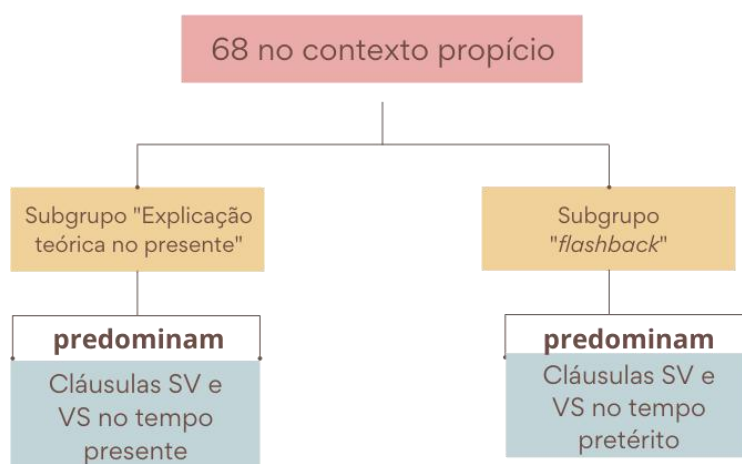 68 no contexto propício
Subgrupo "Explicação
teórica no presente"
Subgrupo
"flashback"
predominam
Cláusulas SV e
VS no tempo
presente
predominam
Cláusulas SV e
VS no tempo
pretérito